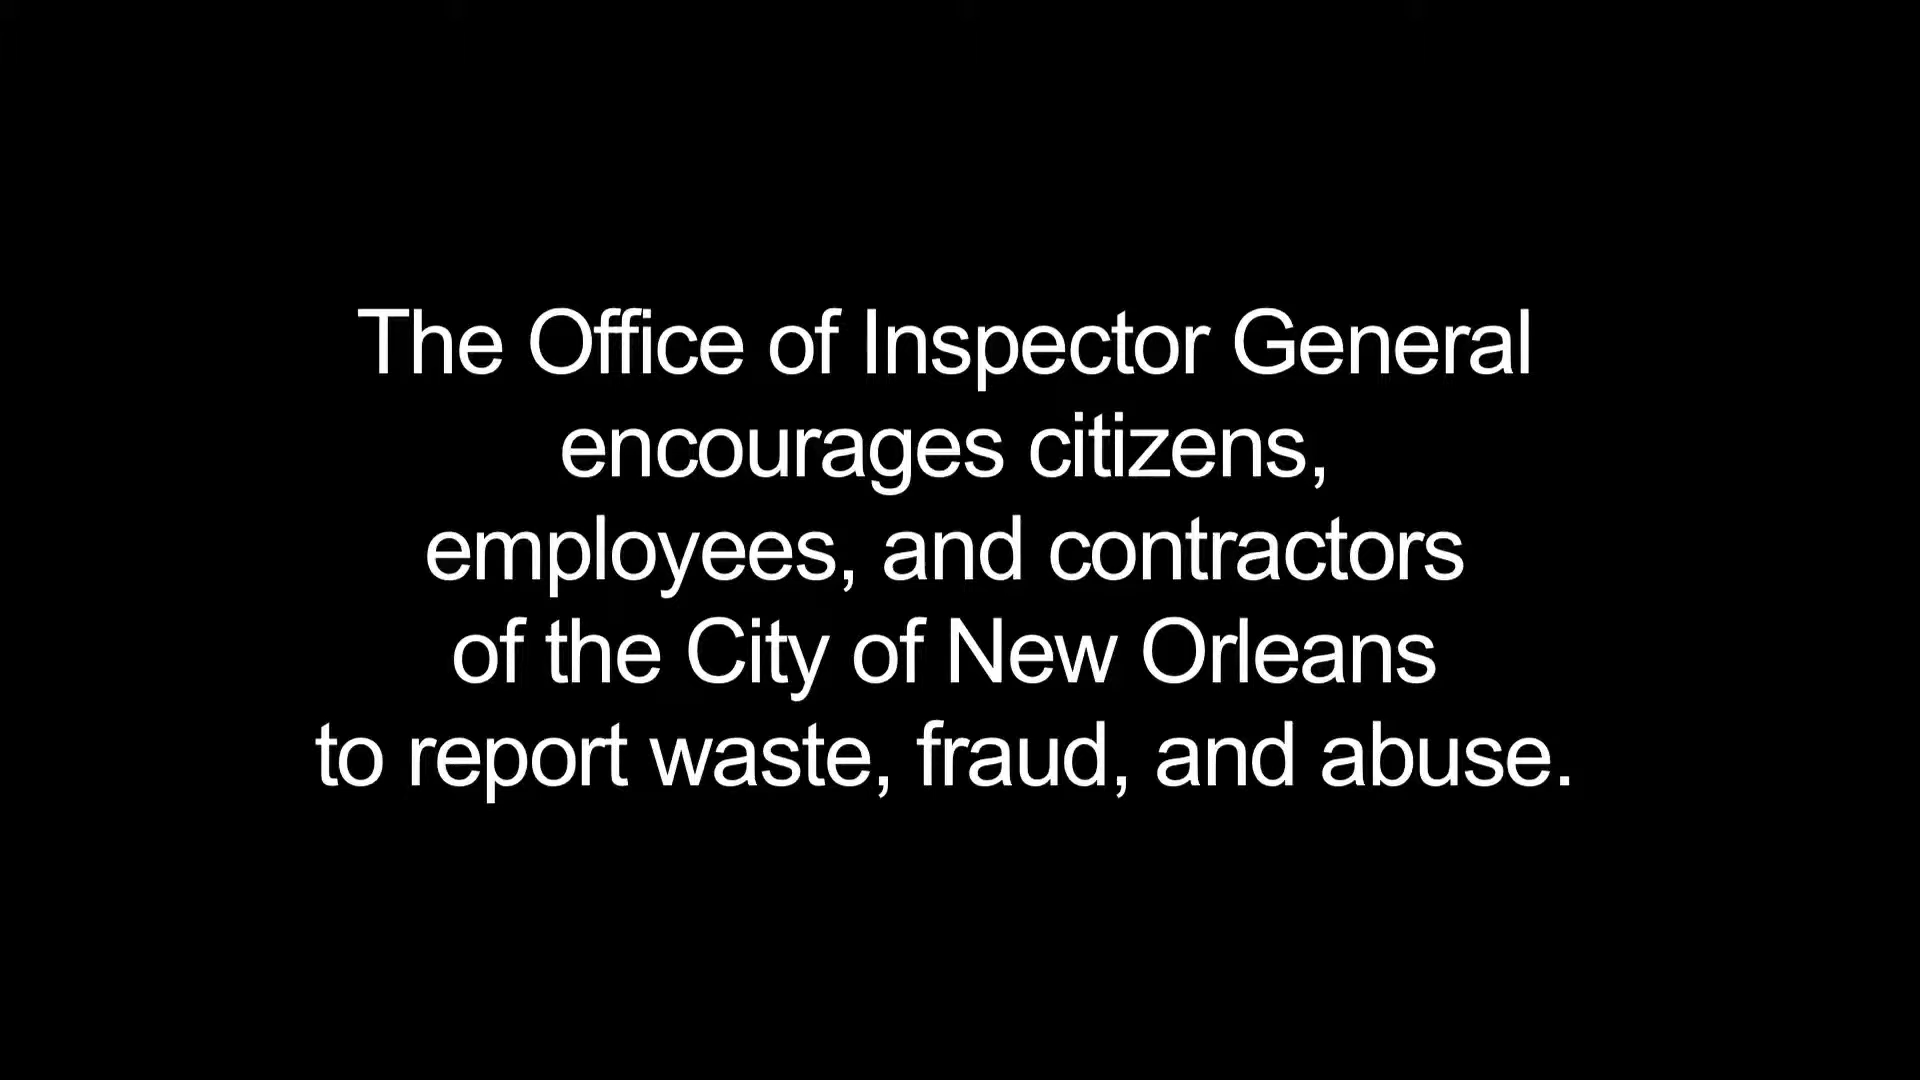 The Office of Inspector General
encourages citizens,
employees, and contractors
of the City of New Orleans
to report waste, fraud, and abuse.